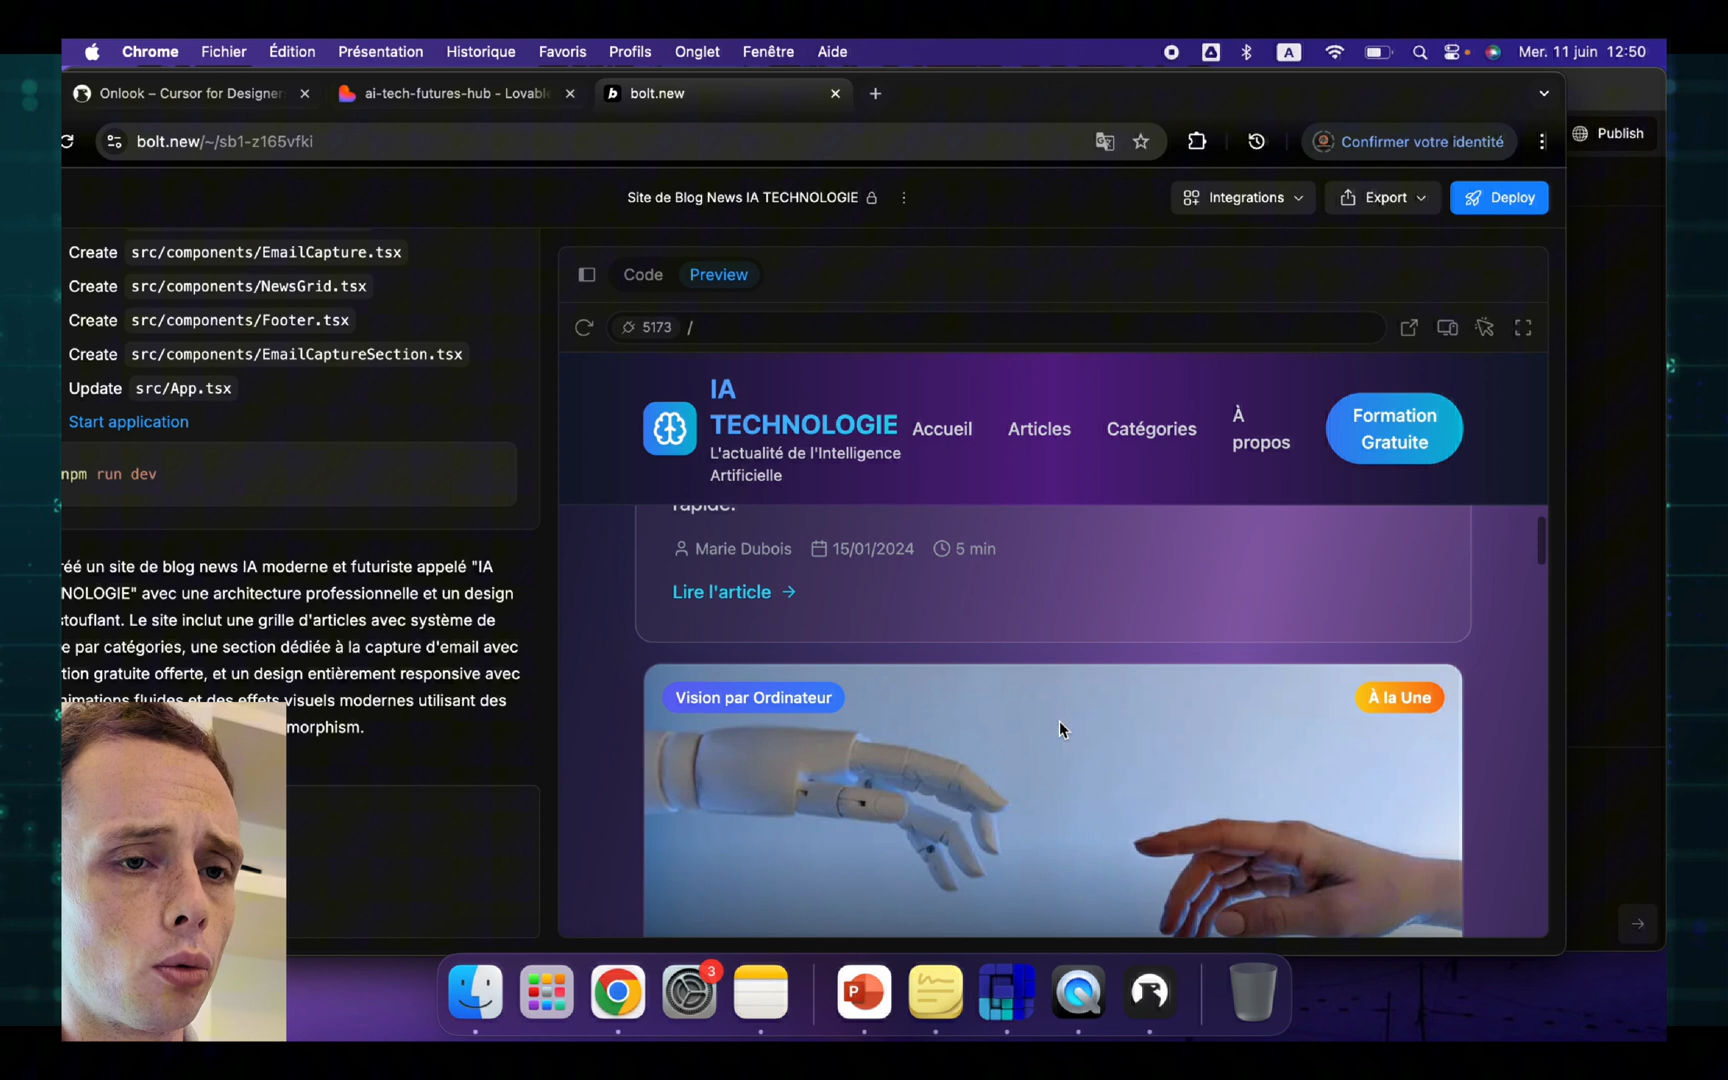 Chrome Fichier Édition Présentation Historique Favoris Profils Onglet Fenêtre Aide A Mer. 11 juin 12:50
Onlook – Cursor for Designer
ai-tech-futures-hub - Lovabl
b bolt.new
bolt.new/~/sb1-z165vfki
Confirmer votre identité
Publish
Site de Blog News IA TECHNOLOGIE
Integrations
Export
Deploy
Create src/components/EmailCapture.tsx
Create src/components/NewsGrid.tsx
Create src/components/Footer.tsx
Create src/components/EmailCaptureSection.tsx
Update src/App.tsx
Start application
npm run dev
réé un site de blog news IA moderne et futuriste appelé "IA
NOLOGIE" avec une architecture professionnelle et un design
stouflant. Le site inclut une grille d'articles avec système de
e par catégories, une section dédiée à la capture d'email avec
tion gratuite offerte, et un design entièrement responsive avec
nimations fluides et des effets visuels modernes utilisant des
morphism.
Code Preview
5173 /
IA
TECHNOLOGIE
L'actualité de l'Intelligence
Artificielle
Accueil
Articles
Catégories
À
propos
Formation
Gratuite
rapide.
Marie Dubois 15/01/2024 5 min
Lire l'article
Vision par Ordinateur
À la Une
3
P